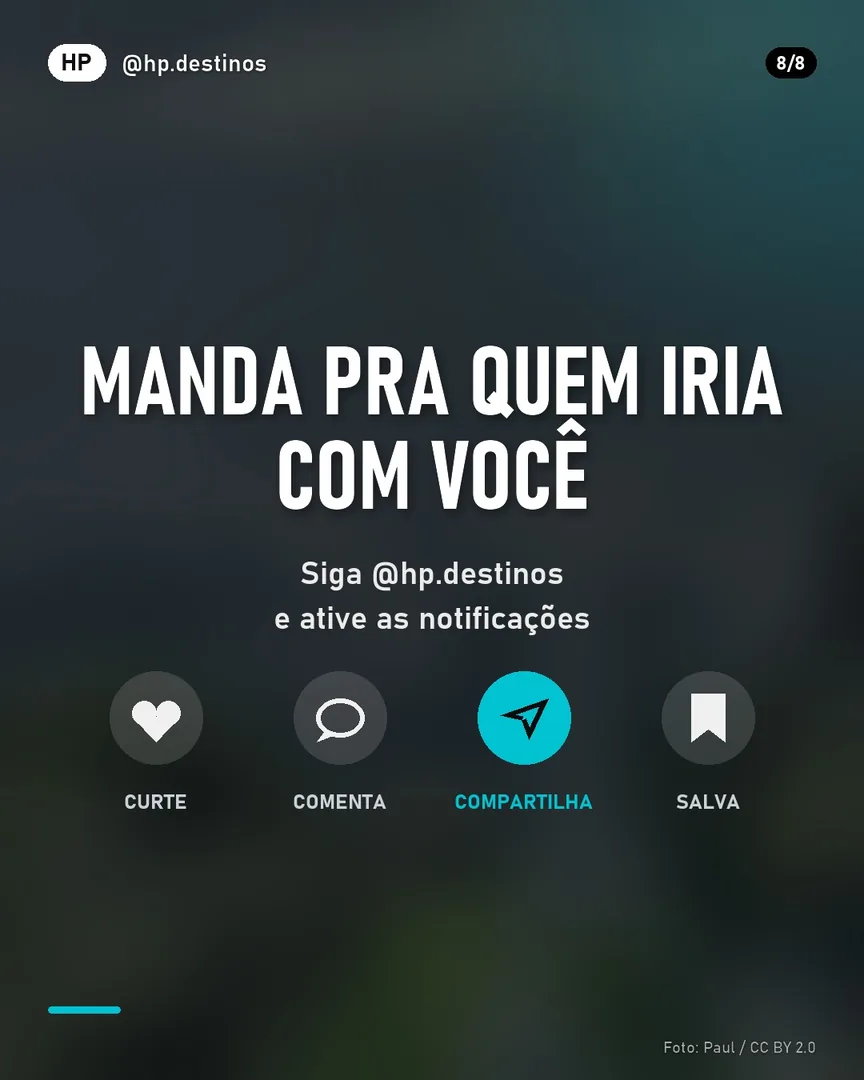 HP @hp.destinos 8/8
MANDA PRA QUEM IRIA
COM VOCÊ
Siga @hp.destinos
e ative as notificações
CURTE COMENTA COMPARTILHA SALVA
Foto: Paul / CC BY 2.0